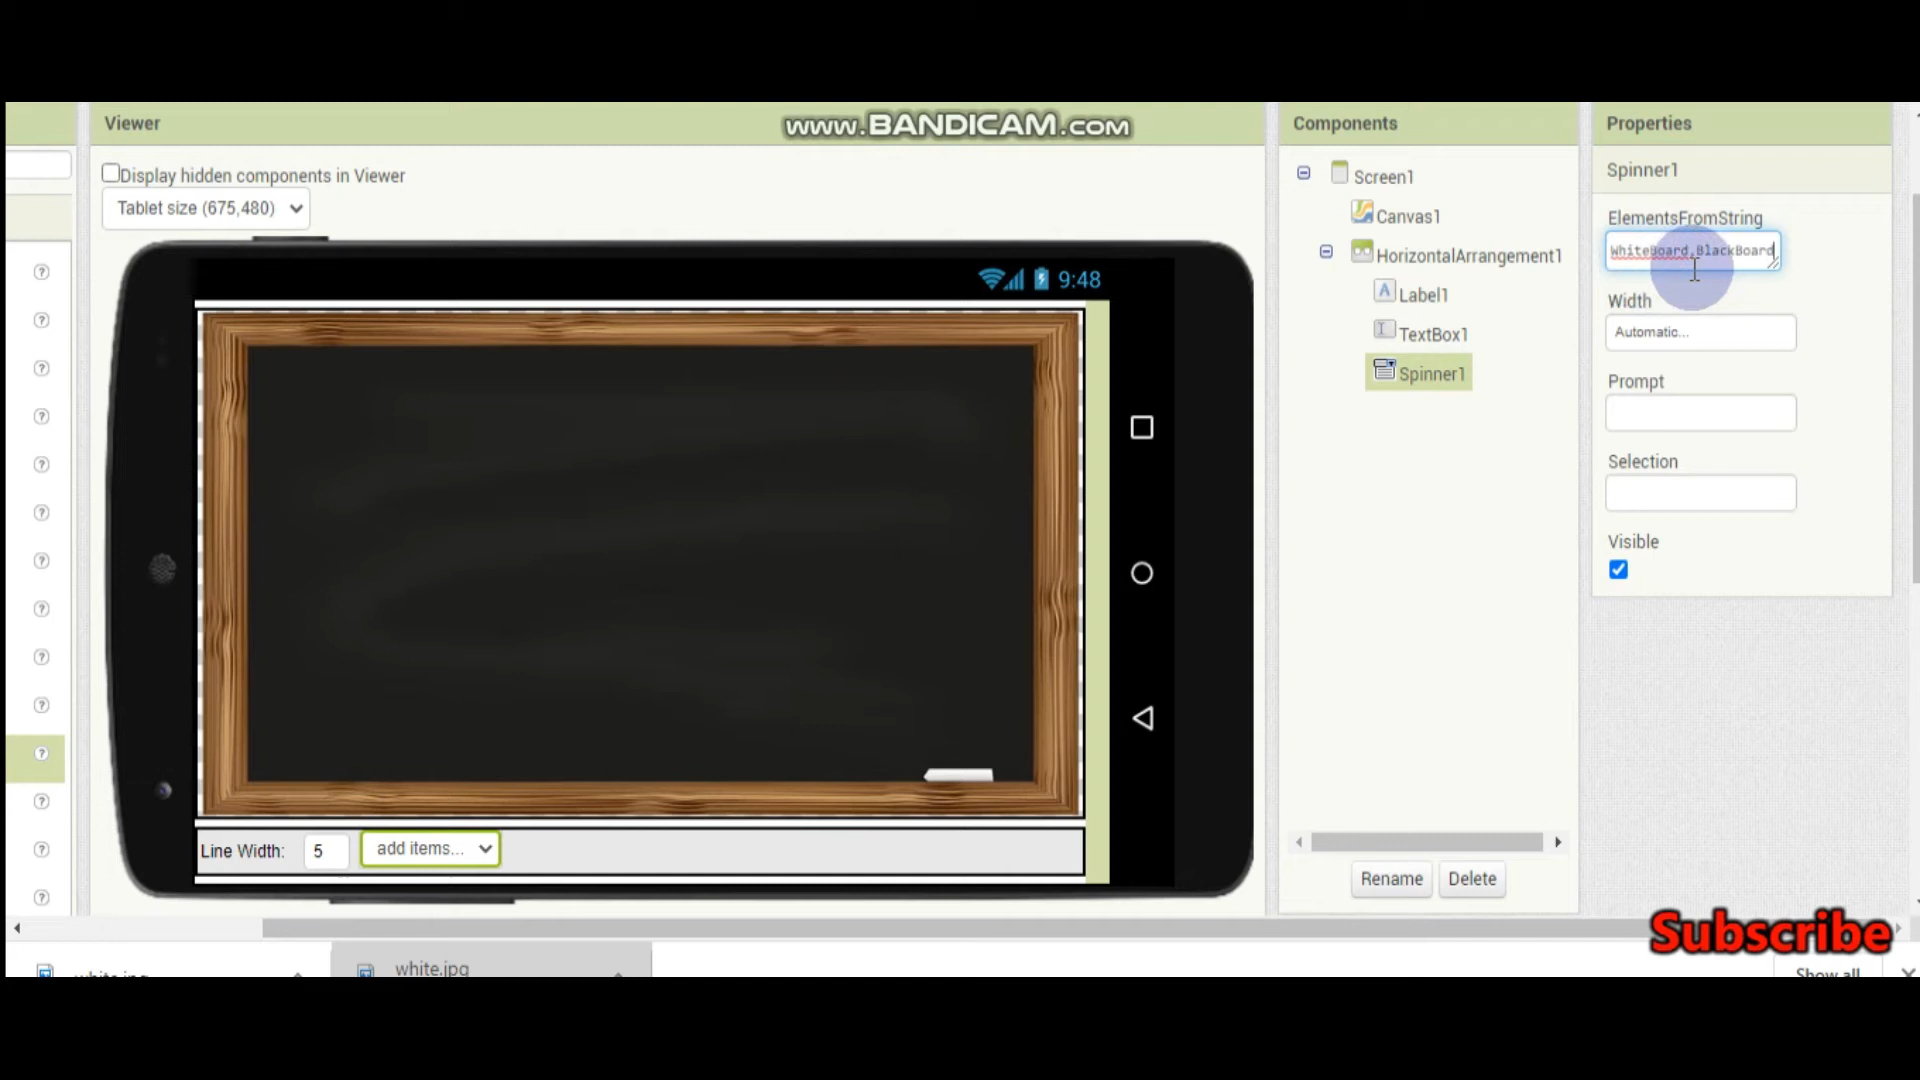 Viewer
www.BANDICAM.com
Components
Properties
Display hidden components in Viewer
Tablet size (675,480)
Screen1
Canvas1
HorizontalArrangement1
Label1
TextBox1
Spinner1
Spinner1
ElementsFromString
WhiteBoard,BlackBoard
Width
Automatic...
Prompt
Selection
Visible
9:48
Line Width:
5
add items...
Rename
Delete
Subscribe
white.jpg
white.jpg
Show all